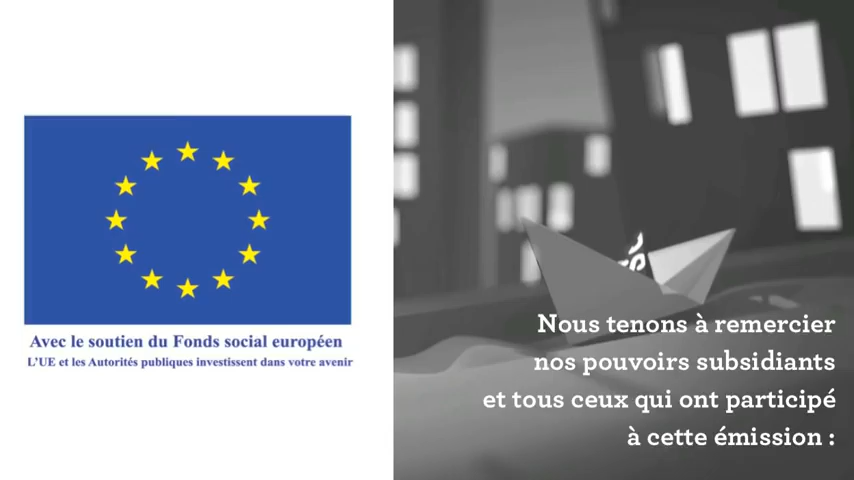 Avec le soutien du Fonds social européen
L'UE et les Autorités publiques investissent dans votre avenir
Nous tenons à remercier
nos pouvoirs subsidiants
et tous ceux qui ont participé
à cette émission :